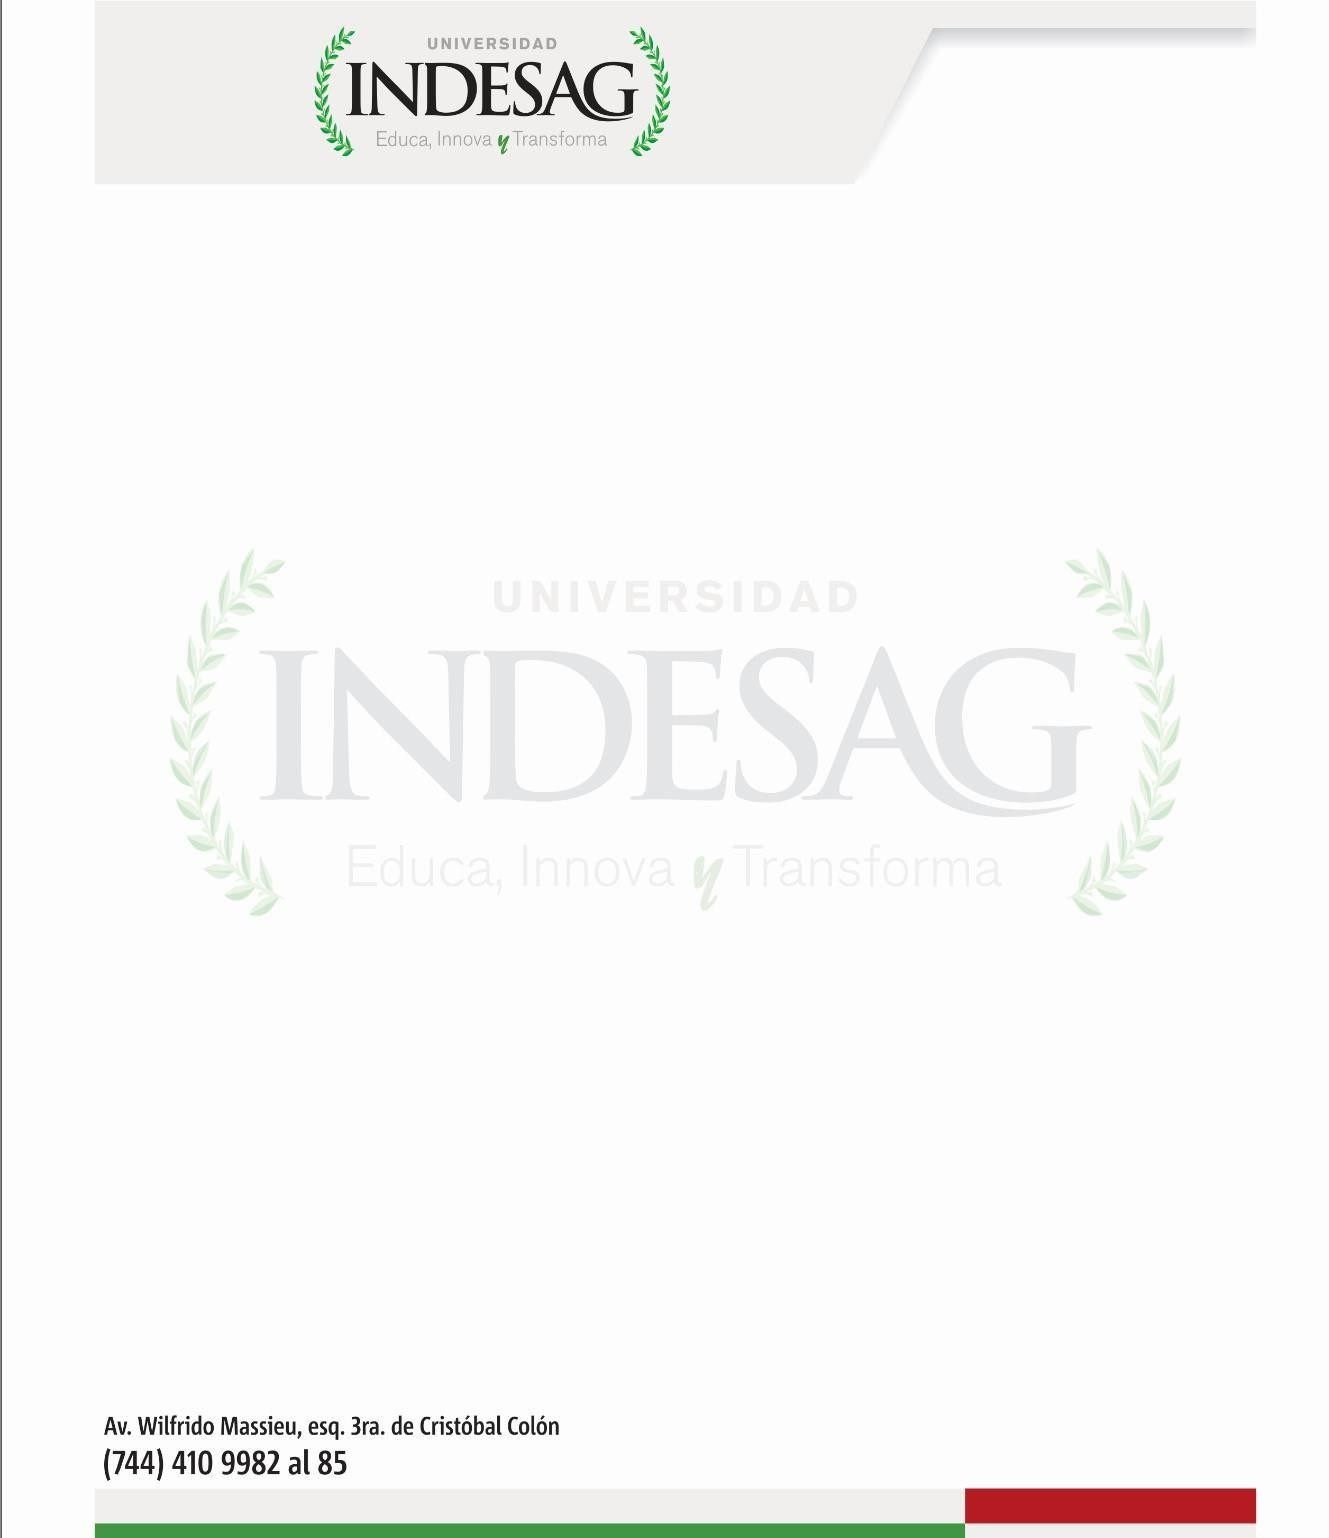 UNIVERSIDAD
INDESAG
Educa, Innova y Transforma
UNIVERSIDAD
INDESAG
Educa, Innova y Transforma
Av. Wilfrido Massieu, esq. 3ra. de Cristóbal Colón
(744) 410 9982 al 85